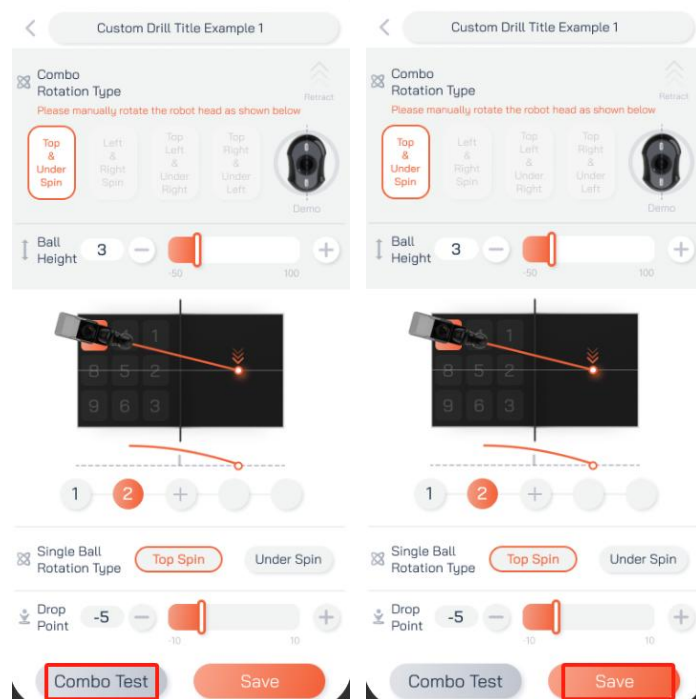 Custom Drill Title Example 1
Combo
Rotation Type
Retract
Please manually rotate the robot head as shown below
Top
&
Under
Spin
Left
&
Right
Spin
Top
Left
&
Under
Right
Top
Right
&
Under
Left
Demo
Ball
Height
3
-50
100
4
1
8
5
2
9
6
3
1
2
Single Ball
Rotation Type
Top Spin
Under Spin
Drop
Point
-5
-10
10
Combo Test
Save
Custom Drill Title Example 1
Combo
Rotation Type
Retract
Please manually rotate the robot head as shown below
Top
&
Under
Spin
Left
&
Right
Spin
Top
Left
&
Under
Right
Top
Right
&
Under
Left
Demo
Ball
Height
3
-50
100
4
1
8
5
2
9
6
3
1
2
Single Ball
Rotation Type
Top Spin
Under Spin
Drop
Point
-5
-10
10
Combo Test
Save